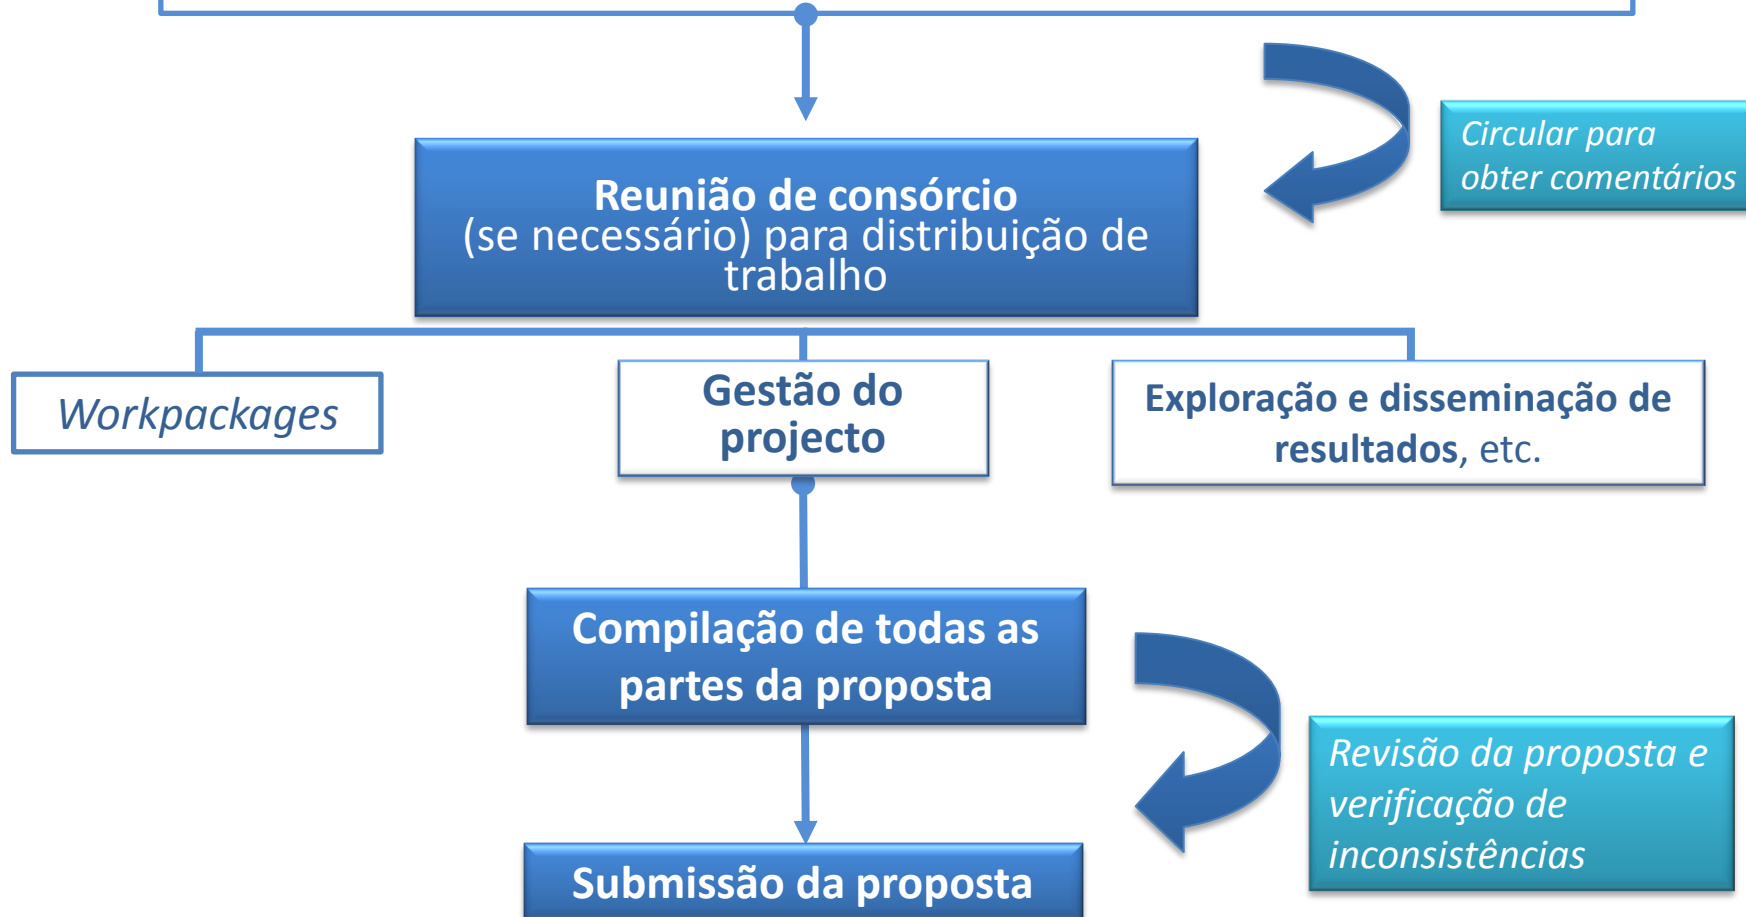 Circular para
obter comentários
Reunião de consórcio
(se necessário) para distribuição de
trabalho
Workpackages
Gestão do
projecto
Exploração e disseminação de
resultados, etc.
Compilação de todas as
partes da proposta
Revisão da proposta e
verificação de
inconsistências
Submissão da proposta